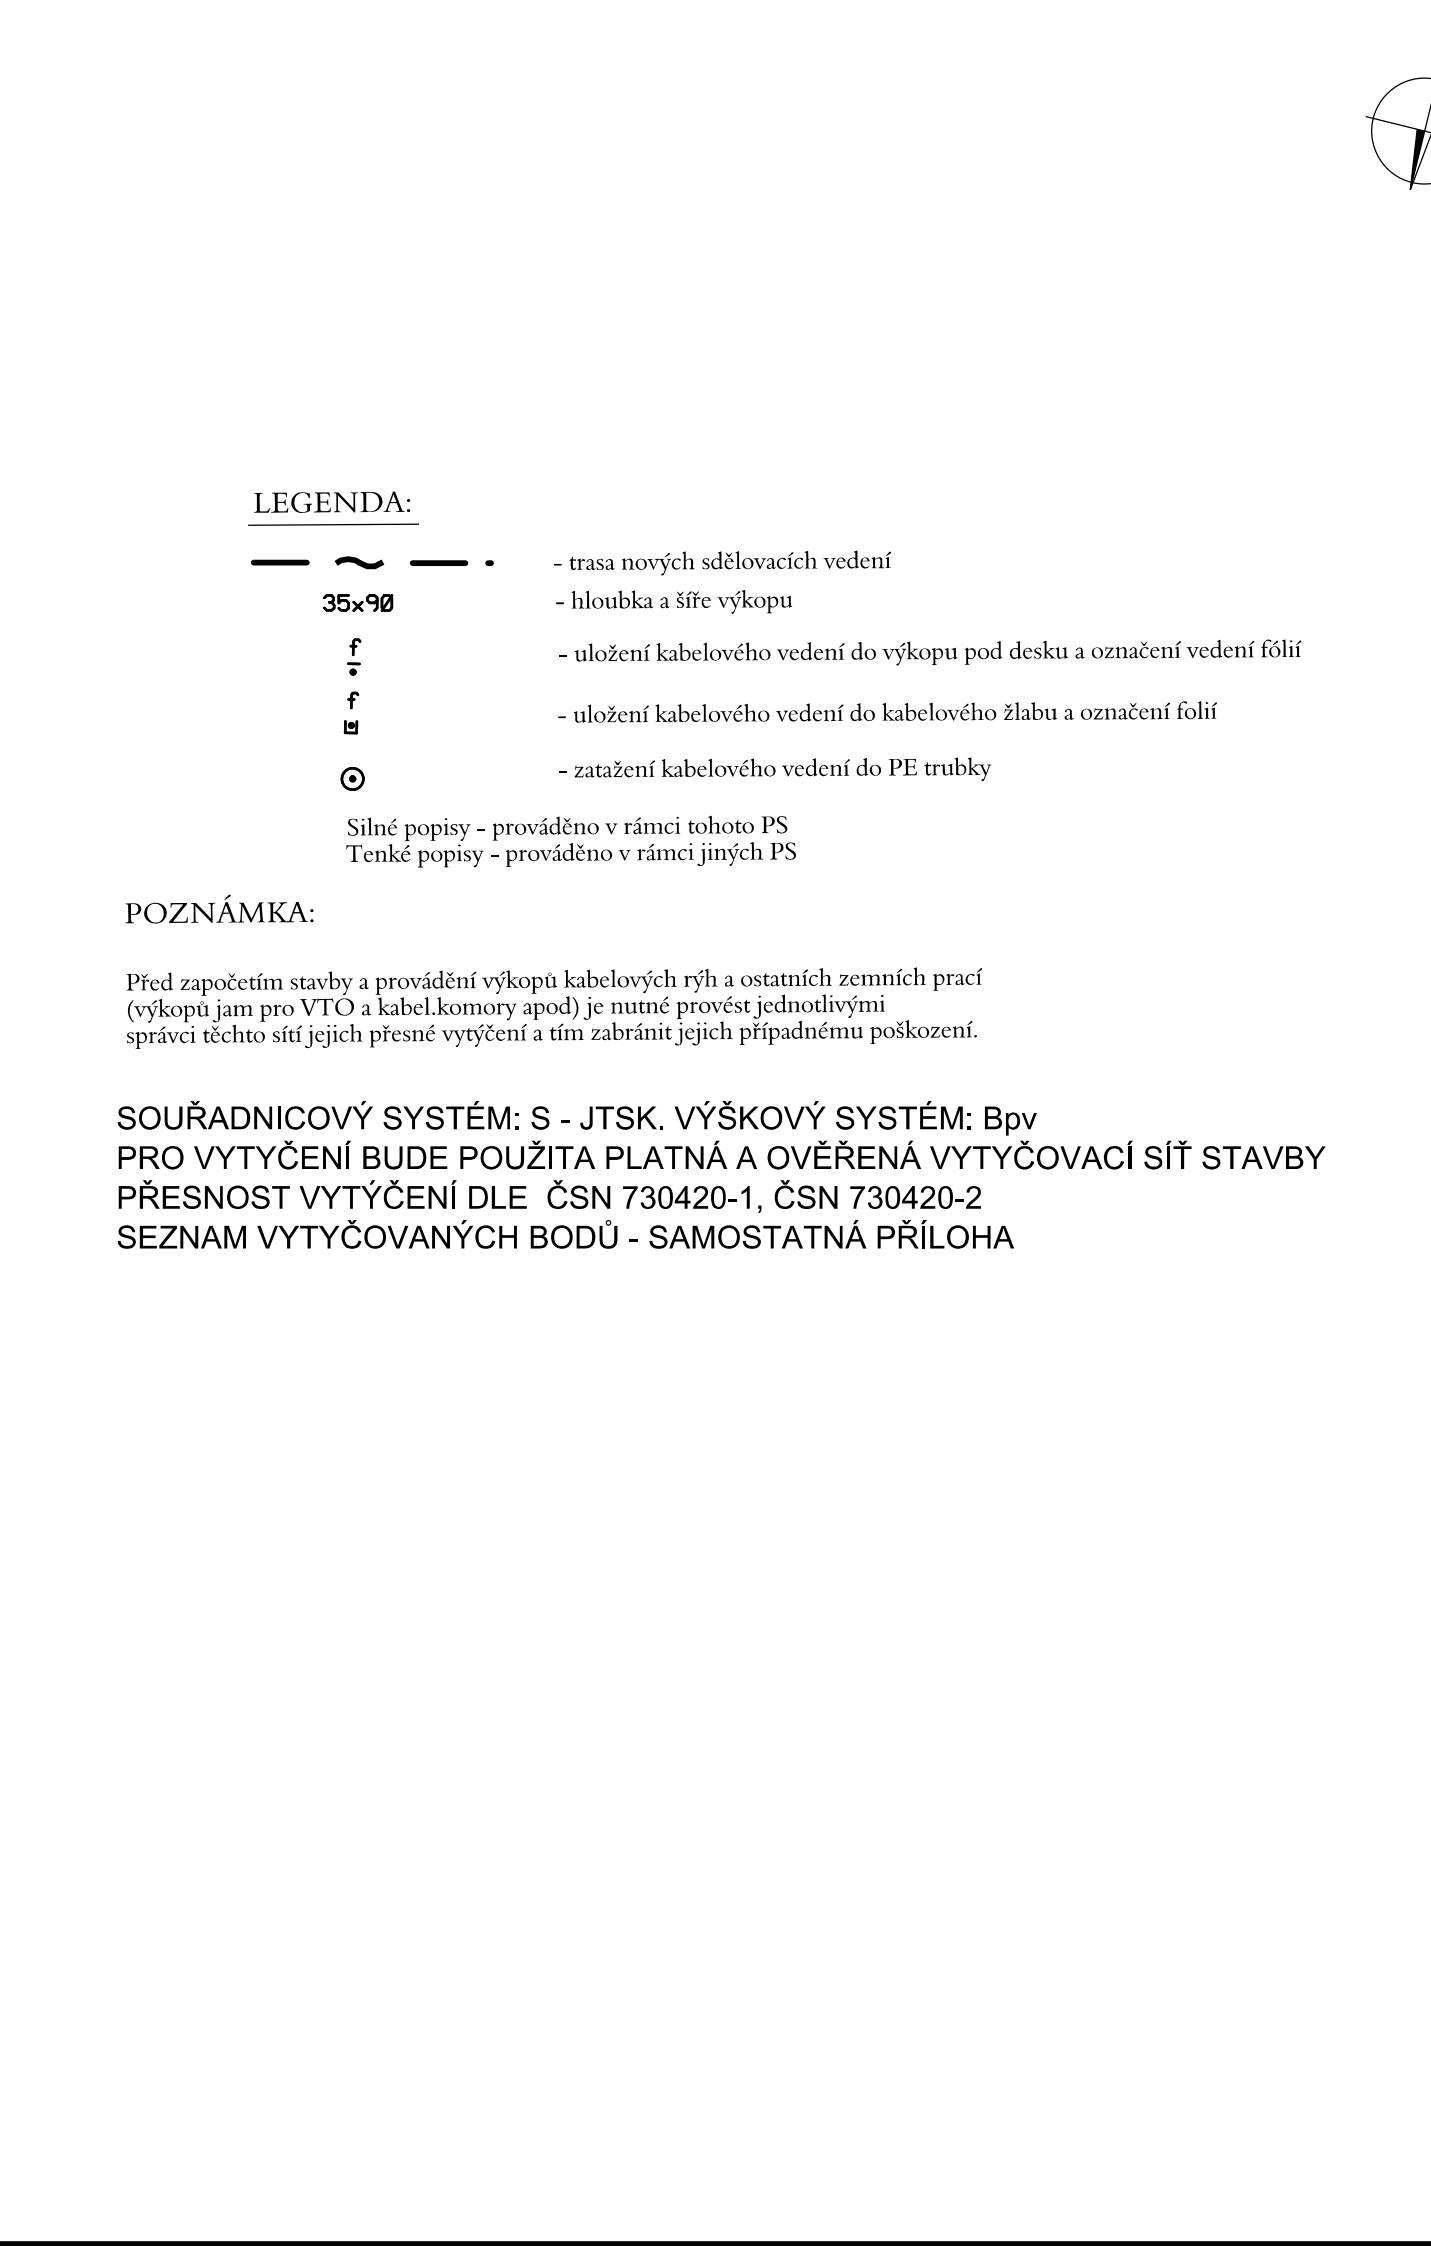 LEGENDA:
- trasa nových sdělovacích vedení
35x90 - hloubka a šíře výkopu
f - uložení kabelového vedení do výkopu pod desku a označení vedení fólií
f - uložení kabelového vedení do kabelového žlabu a označení folií
- zatažení kabelového vedení do PE trubky
Silné popisy - prováděno v rámci tohoto PS
Tenké popisy - prováděno v rámci jiných PS
POZNÁMKA:
Před započetím stavby a provádění výkopů kabelových rýh a ostatních zemních prací
(výkopů jam pro VTO a kabel.komory apod) je nutné provést jednotlivými
správci těchto sítí jejich přesné vytýčení a tím zabránit jejich případnému poškození.
SOUŘADNICOVÝ SYSTÉM: S - JTSK. VÝŠKOVÝ SYSTÉM: Bpv
PRO VYTYČENÍ BUDE POUŽITA PLATNÁ A OVĚŘENÁ VYTYČOVACÍ SÍŤ STAVBY
PŘESNOST VYTÝČENÍ DLE  ČSN 730420-1, ČSN 730420-2
SEZNAM VYTYČOVANÝCH BODŮ - SAMOSTATNÁ PŘÍLOHA